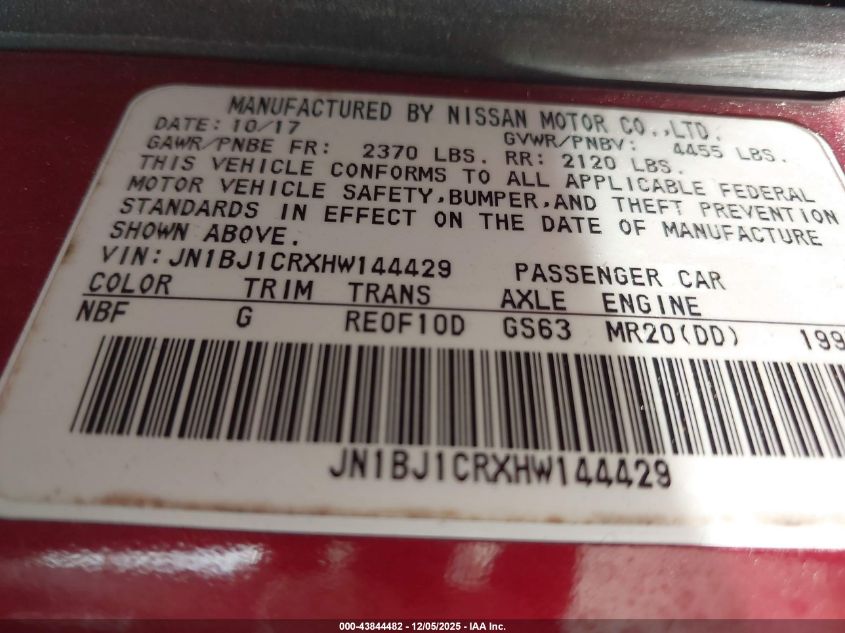 MANUFACTURED BY NISSAN MOTOR CO.,LTD.
DATE: 10/17 GVWR/PNBV: 4455 LBS.
GAWR/PNBE FR: 2370 LBS. RR: 2120 LBS.
THIS VEHICLE CONFORMS TO ALL APPLICABLE FEDERAL
MOTOR VEHICLE SAFETY,BUMPER,AND THEFT PREVENTION
STANDARDS IN EFFECT ON THE DATE OF MANUFACTURE
SHOWN ABOVE.
VIN: JN1BJ1CRXHW144429 PASSENGER CAR
COLOR TRIM TRANS AXLE ENGINE
NBF G RE0F10D GS63 MR20(DD) 199
JN1BJ1CRXHW144429
000-43844482 - 12/05/2025 - IAA Inc.